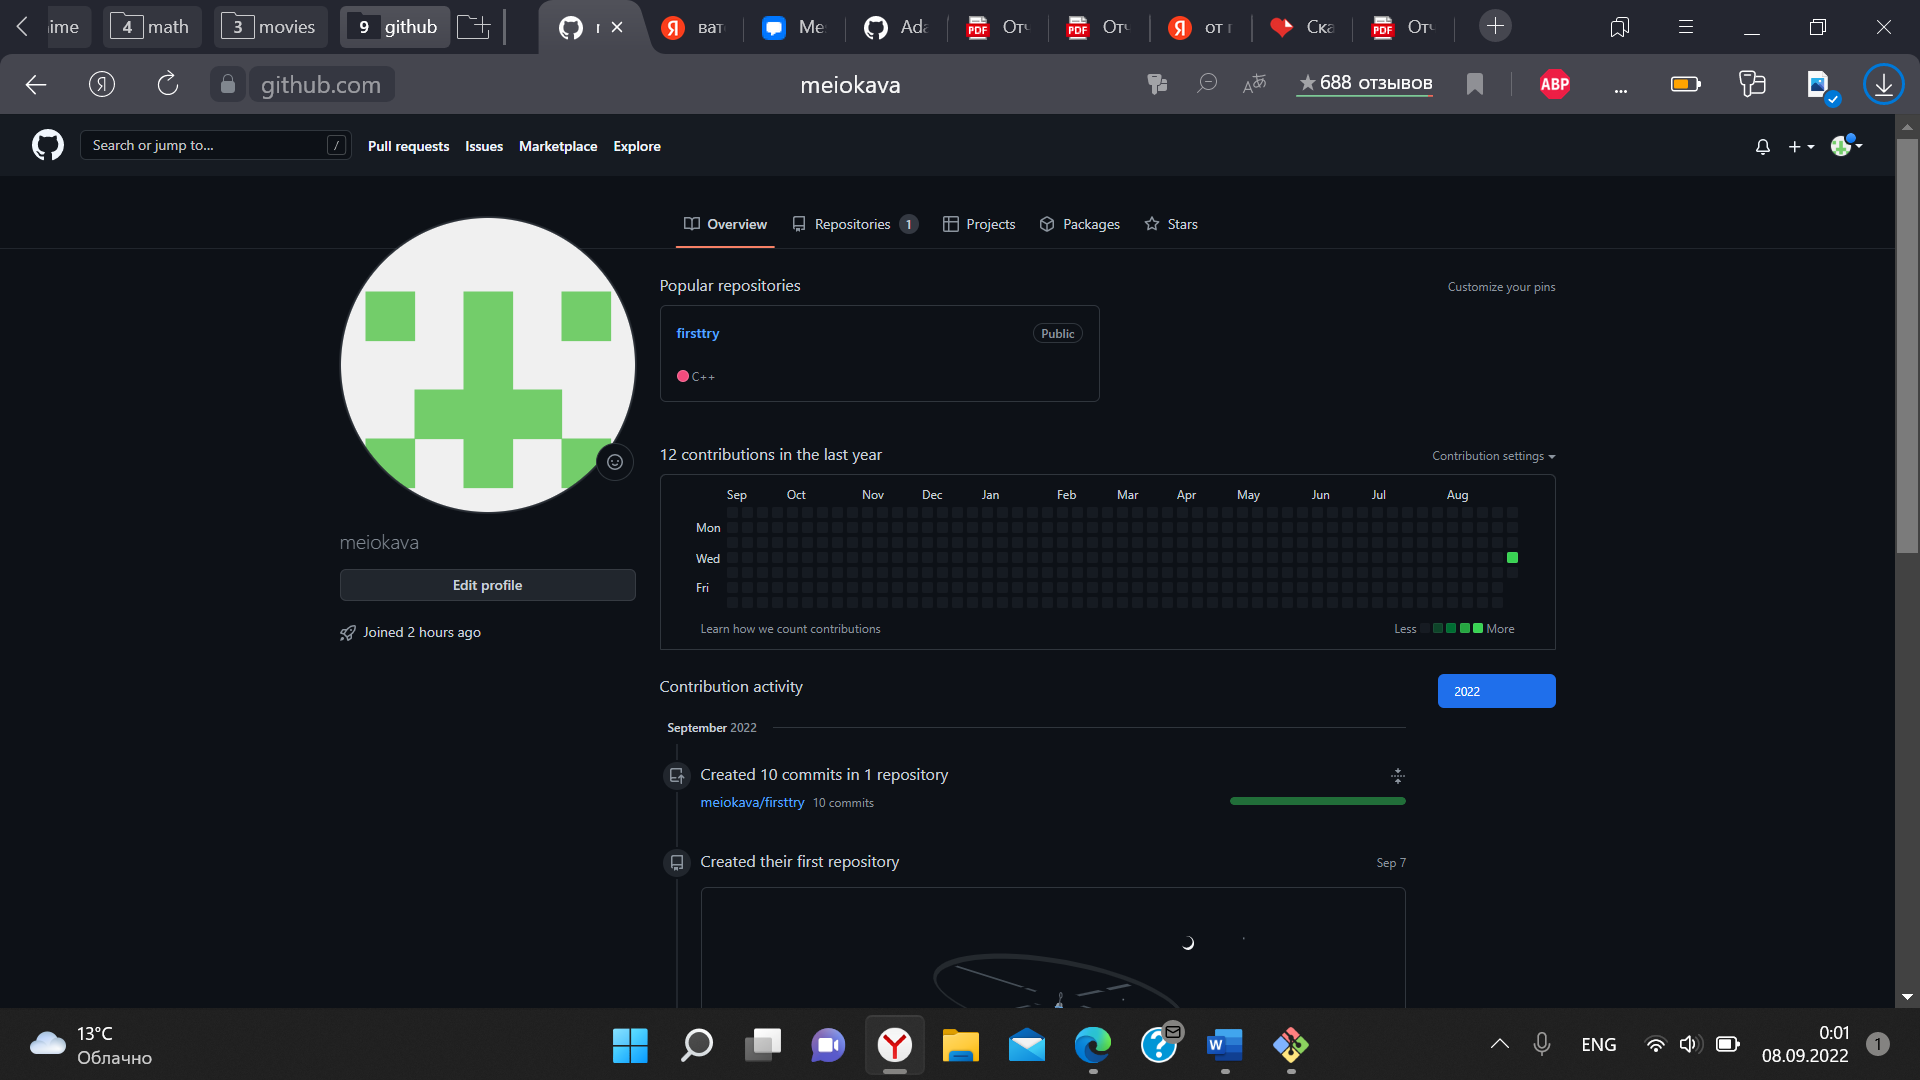 ime
4 math
3 movies
9 github
ват
Me
Ada
PDF От
PDF От
от г
Ска
PDF От
github.com
meiokava
★ 688 отзывов
ABP
...
Search or jump to...
/
Pull requests
Issues
Marketplace
Explore
Overview
Repositories 1
Projects
Packages
Stars
Popular repositories
Customize your pins
firsttry
Public
C++
12 contributions in the last year
Contribution settings
Sep Oct Nov Dec Jan Feb Mar Apr May Jun Jul Aug
Mon
Wed
Fri
Learn how we count contributions
Less
More
meiokava
Edit profile
Joined 2 hours ago
Contribution activity
2022
September 2022
Created 10 commits in 1 repository
meiokava/firsttry 10 commits
Created their first repository
Sep 7
13°C
Облачно
ENG
0:01
08.09.2022
1